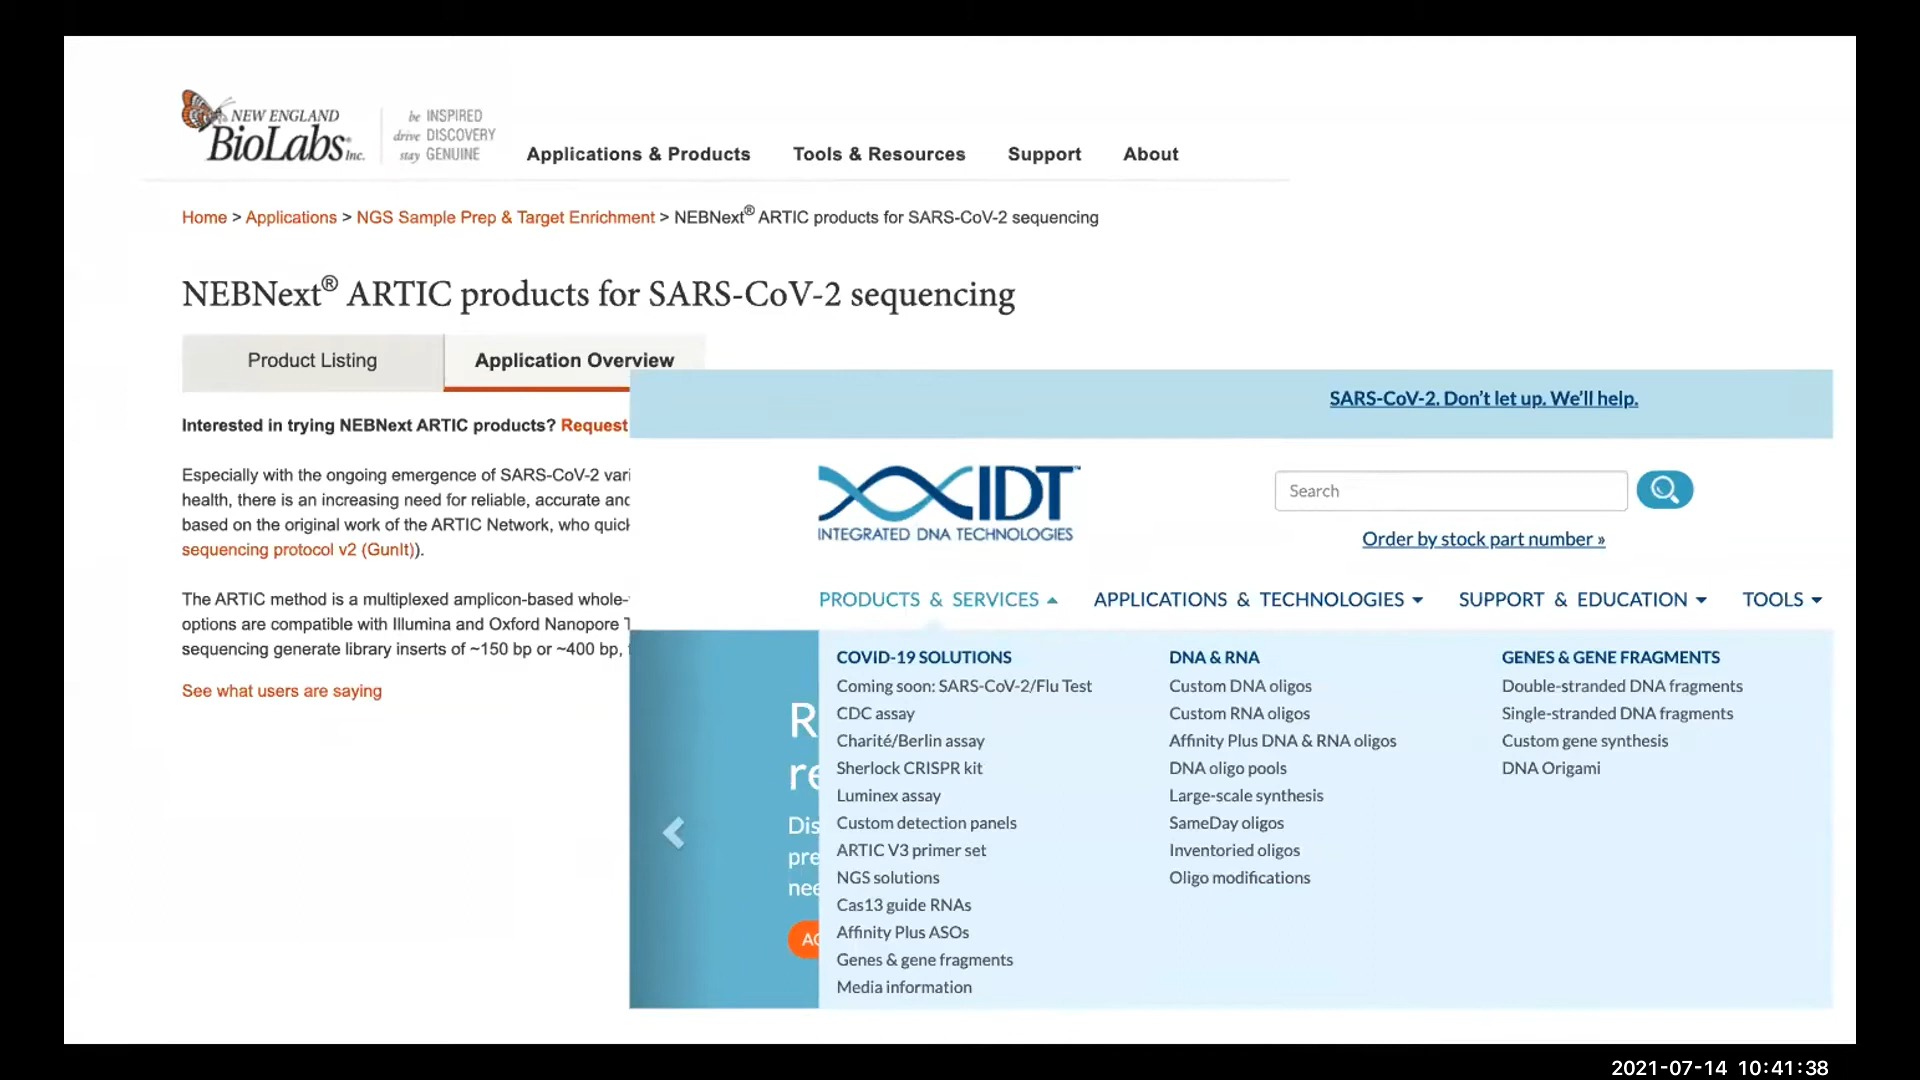 NEW ENGLAND
BioLabs Inc.
be INSPIRED
drive DISCOVERY
stay GENUINE
Applications & Products
Tools & Resources
Support
About
Home > Applications > NGS Sample Prep & Target Enrichment > NEBNext® ARTIC products for SARS-CoV-2 sequencing
NEBNext® ARTIC products for SARS-CoV-2 sequencing
Product Listing
Application Overview
Interested in trying NEBNext ARTIC products? Request
Especially with the ongoing emergence of SARS-CoV-2 vari
health, there is an increasing need for reliable, accurate and
based on the original work of the ARTIC Network, who quick
sequencing protocol v2 (GunIt)).
The ARTIC method is a multiplexed amplicon-based whole-
options are compatible with Illumina and Oxford Nanopore T
sequencing generate library inserts of ~150 bp or ~400 bp,
See what users are saying
SARS-CoV-2. Don't let up. We'll help.
IDT™
INTEGRATED DNA TECHNOLOGIES
Search
Order by stock part number »
PRODUCTS & SERVICES
APPLICATIONS & TECHNOLOGIES
SUPPORT & EDUCATION
TOOLS
R
re
Dis
pre
nee
AC
COVID-19 SOLUTIONS
Coming soon: SARS-CoV-2/Flu Test
CDC assay
Charité/Berlin assay
Sherlock CRISPR kit
Luminex assay
Custom detection panels
ARTIC V3 primer set
NGS solutions
Cas13 guide RNAs
Affinity Plus ASOs
Genes & gene fragments
Media information
DNA & RNA
Custom DNA oligos
Custom RNA oligos
Affinity Plus DNA & RNA oligos
DNA oligo pools
Large-scale synthesis
SameDay oligos
Inventoried oligos
Oligo modifications
GENES & GENE FRAGMENTS
Double-stranded DNA fragments
Single-stranded DNA fragments
Custom gene synthesis
DNA Origami
2021-07-14 10:41:38